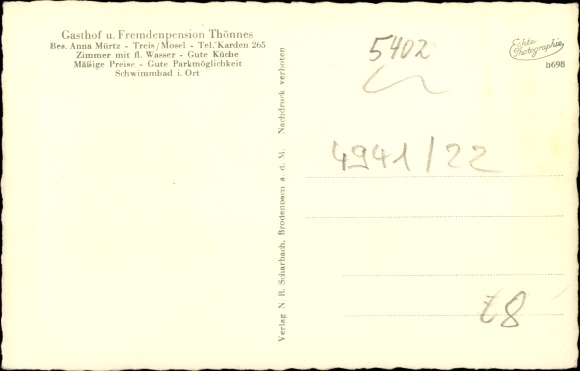 Gasthof u. Fremdenpension Thönnes
Bes. Anna Mürtz - Treis/Mosel - Tel. Karden 265
Zimmer mit fl. Wasser - Gute Küche
Mäßige Preise - Gute Parkmöglichkeit
Schwimmbad i. Ort
Verlag N. R. Scharbach, Brodenbach a. d. M. Nachdruck verboten
5402
Echte
Photographie
h698
4941/22
€8